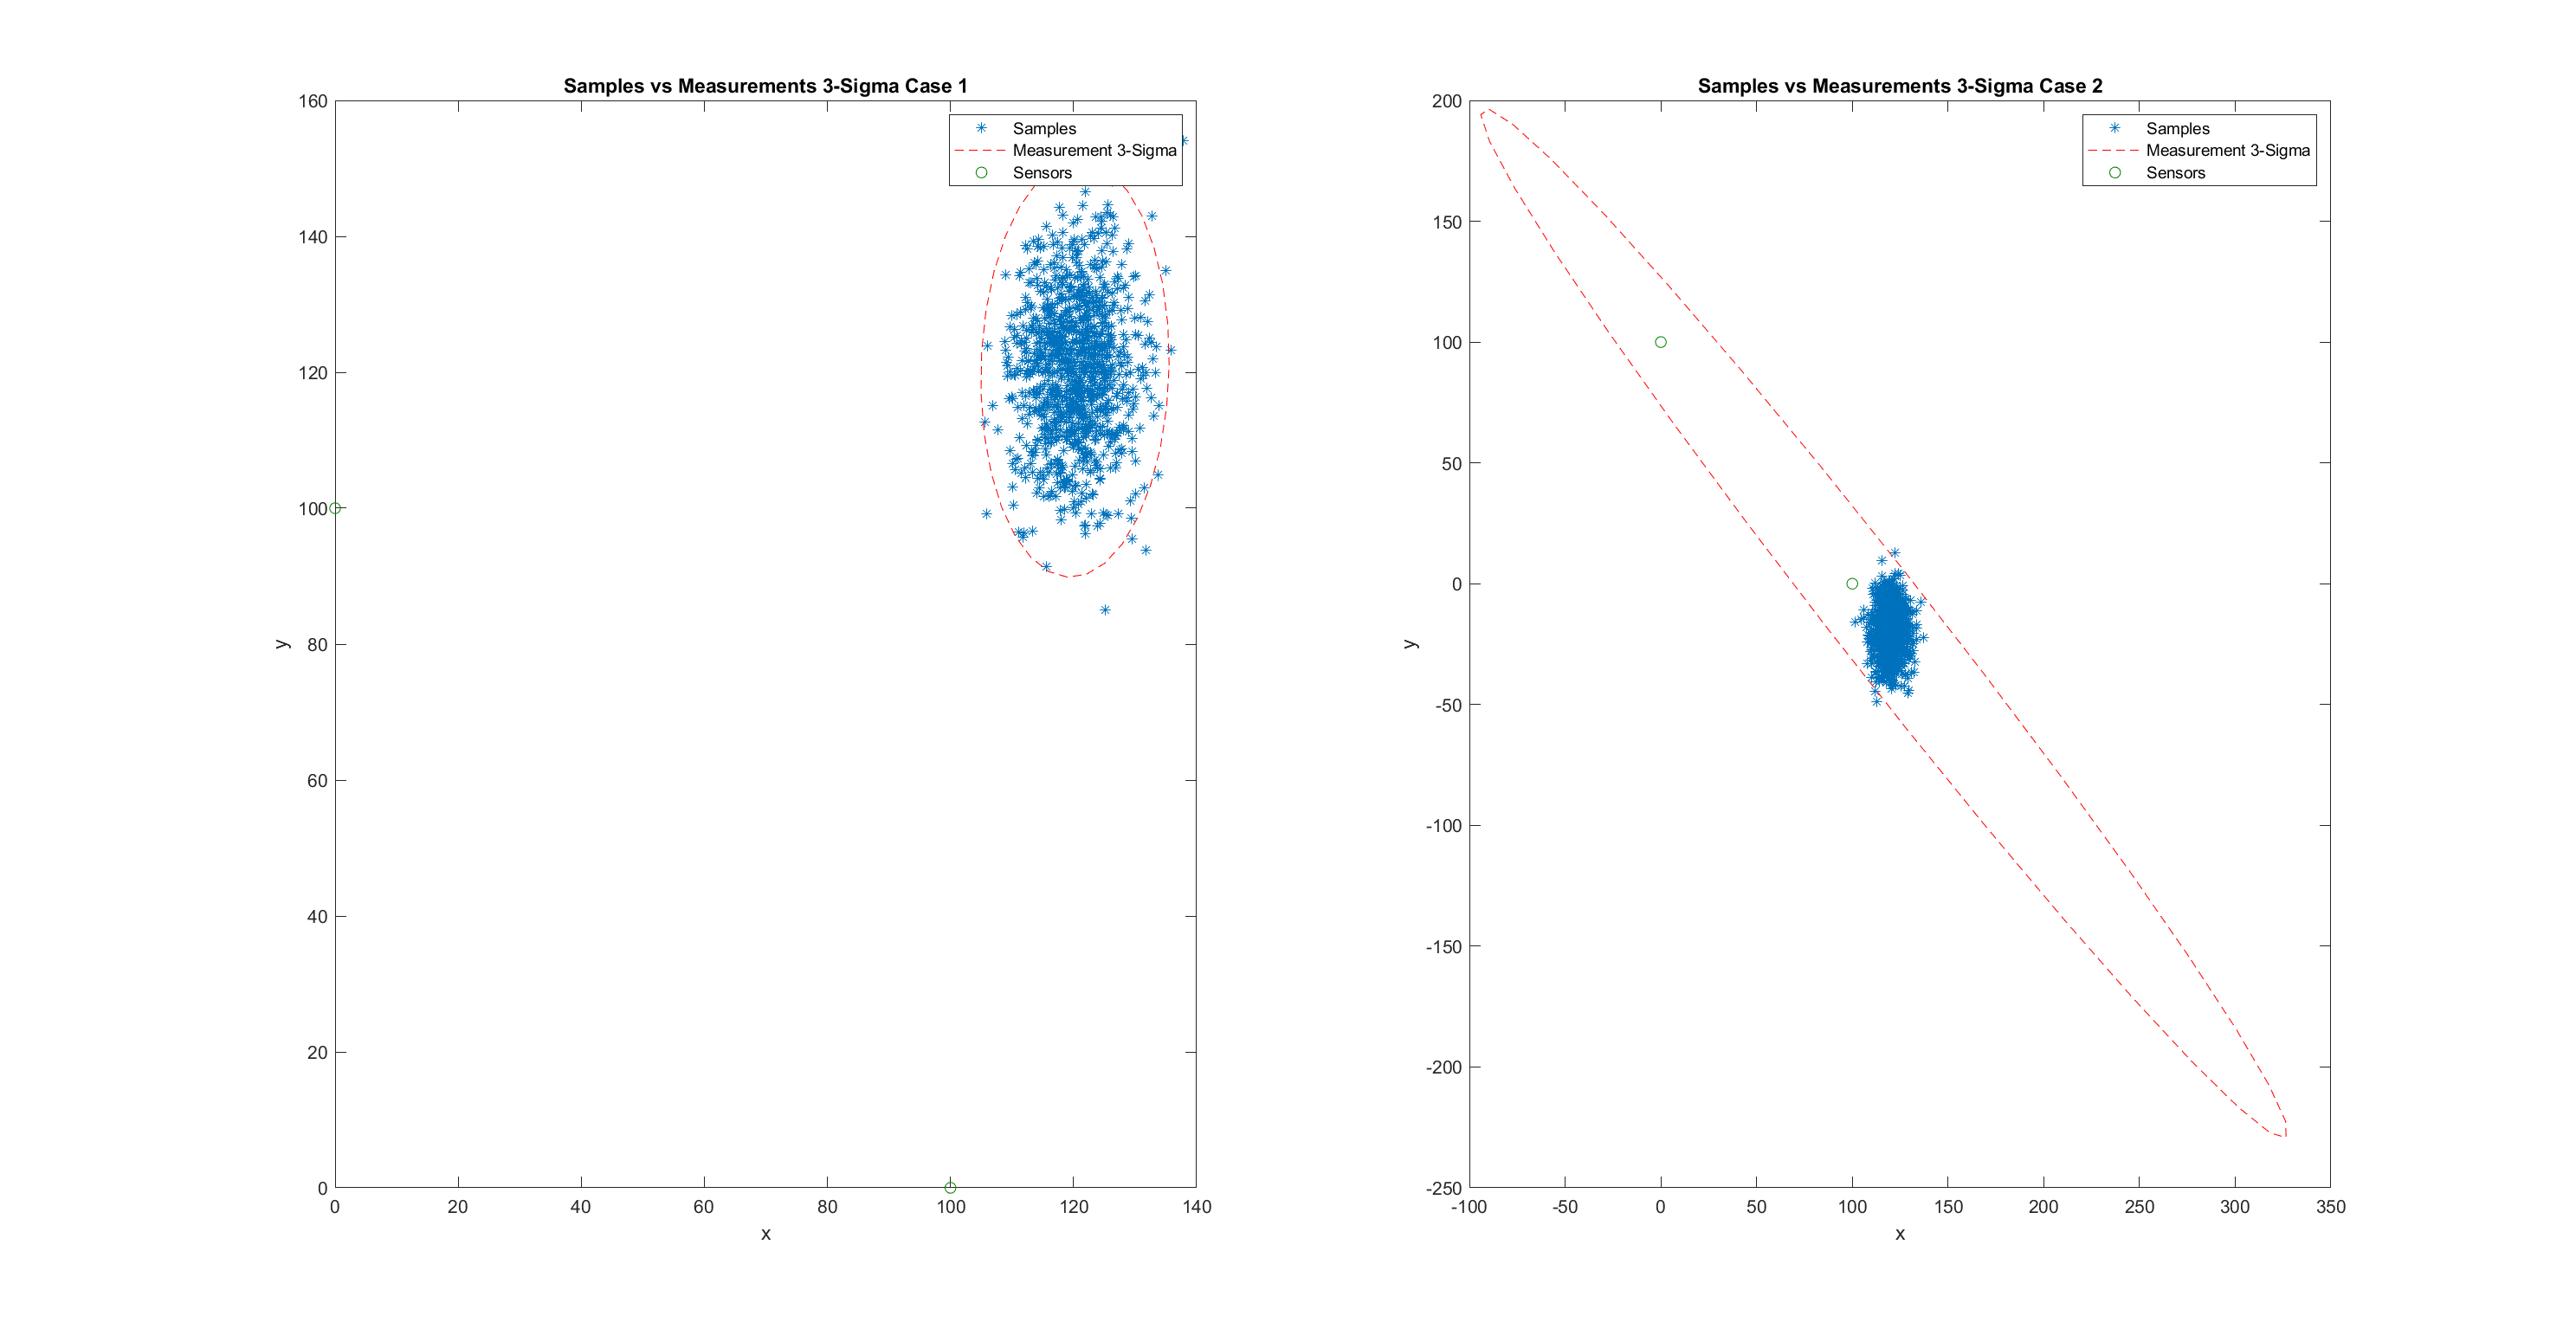 Samples vs Measurements 3-Sigma Case 1
160
140
120
100
80
60
40
20
0
y
0 20 40 60 80 100 120 140
x
Samples
Measurement 3-Sigma
Sensors
Samples vs Measurements 3-Sigma Case 2
200
150
100
50
0
-50
-100
-150
-200
-250
y
-100 -50 0 50 100 150 200 250 300 350
x
Samples
Measurement 3-Sigma
Sensors